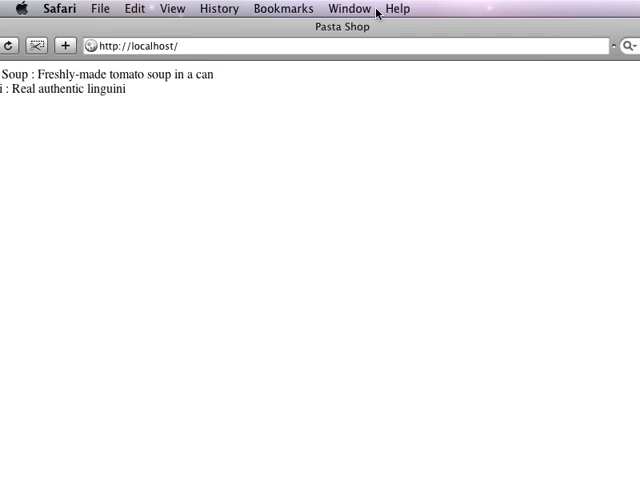 Safari File Edit View History Bookmarks Window Help
Pasta Shop
http://localhost/
Soup : Freshly-made tomato soup in a can
i : Real authentic linguini